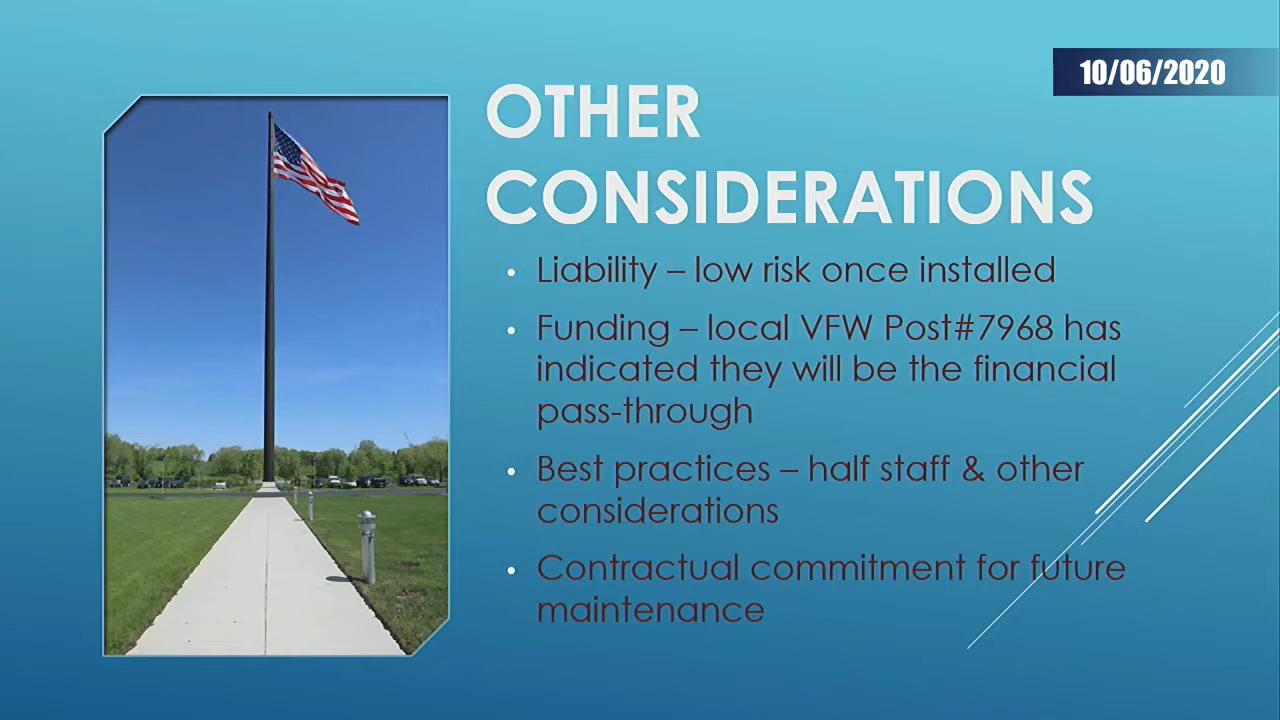 10/06/2020
OTHER
CONSIDERATIONS
• Liability – low risk once installed
• Funding – local VFW Post#7968 has
indicated they will be the financial
pass-through
• Best practices – half staff & other
considerations
• Contractual commitment for future
maintenance